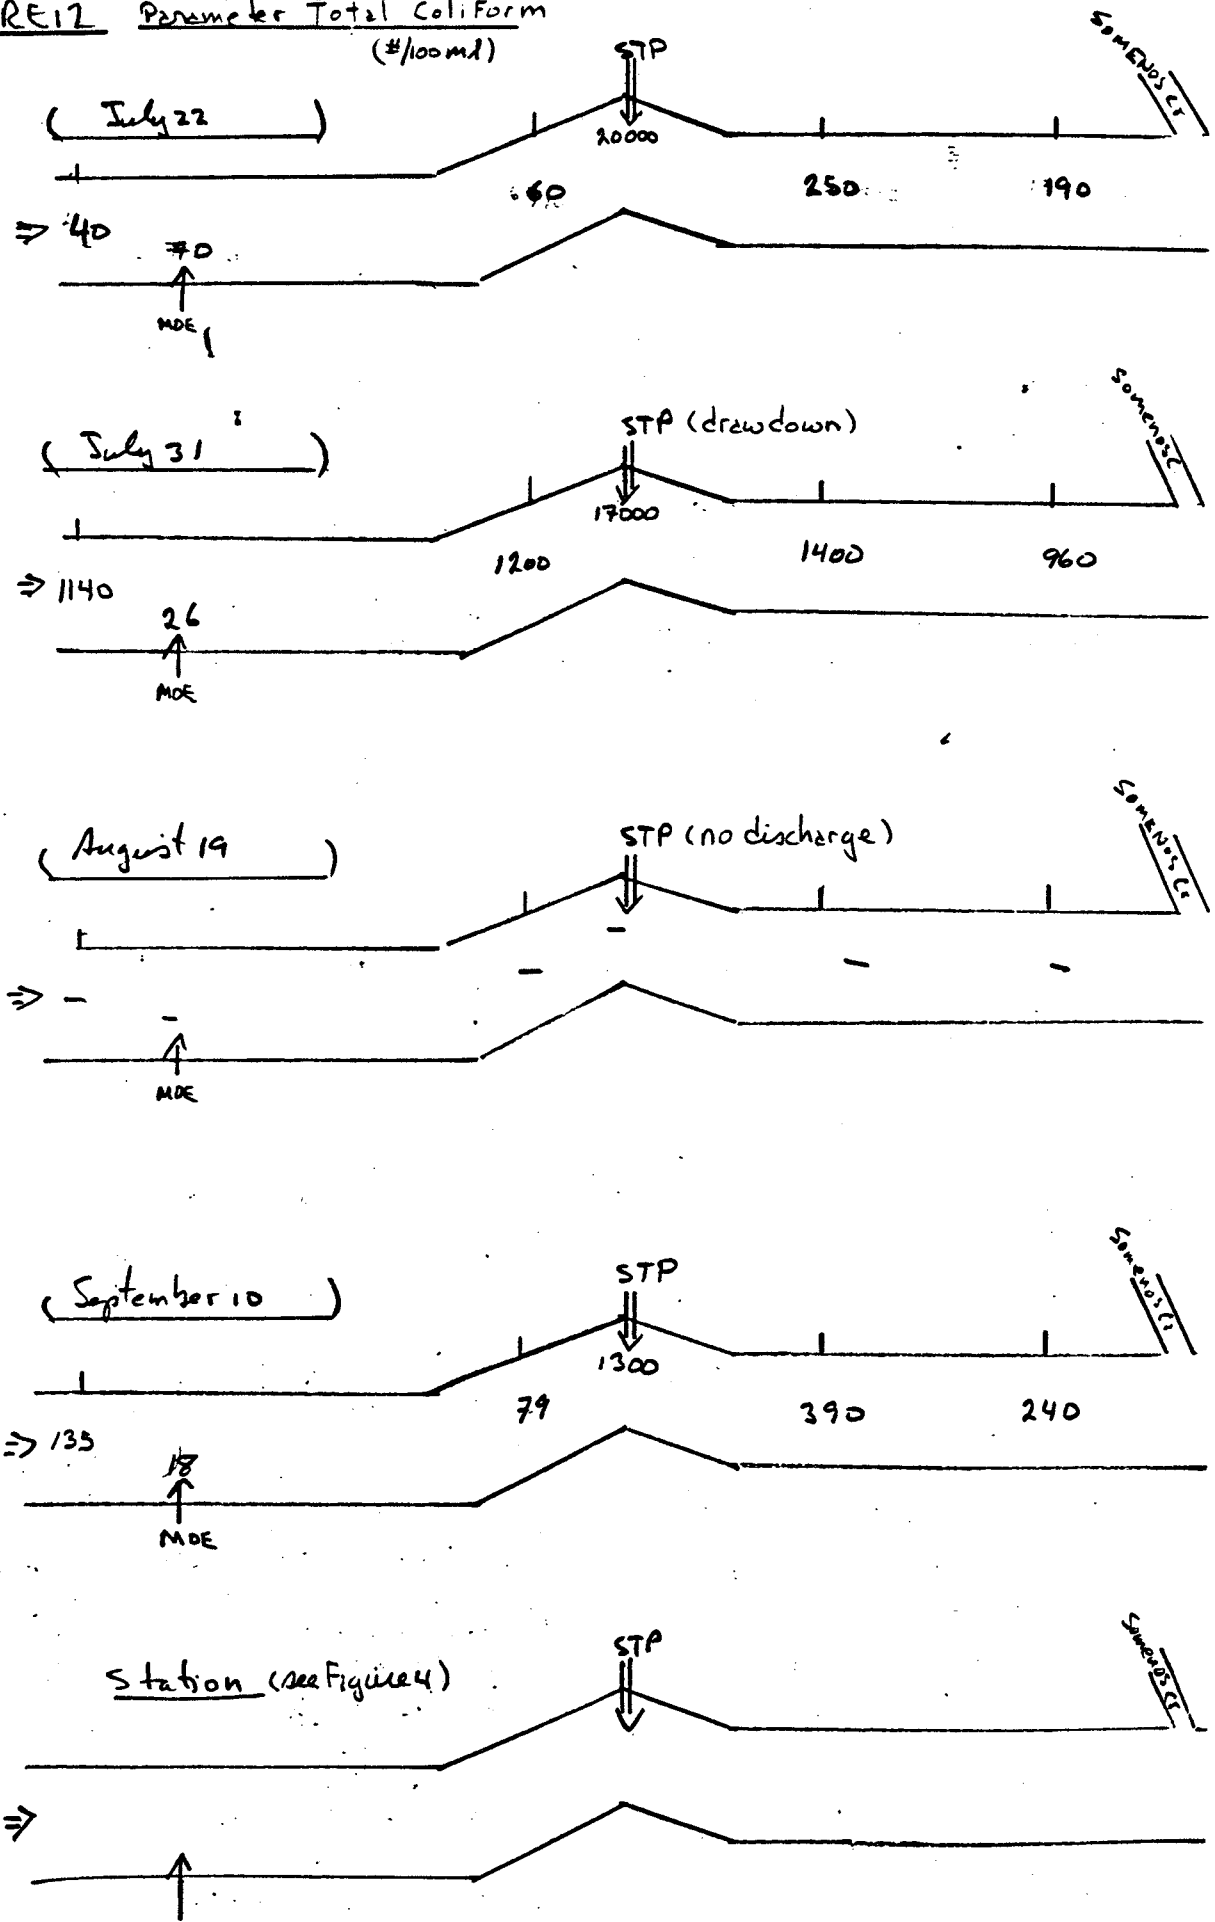 RE12 Parameter Total Coliform
(#/100ml)
STP
SOMENOS Cr
( July 22 )
20000
60
250
190
⇒ 40
70
MOE
STP (drawdown)
Somenos C
( July 31 )
17000
1200
1400
960
⇒ 1140
26
MOE
STP (no discharge)
SOMENOS Cr
( August 19 )
-
- - -
⇒ -
-
MOE
STP
Somenos Cr
( September 10 )
1300
79
390
240
⇒ 135
18
MOE
STP
Somenos Cr
Station (see Figure 4)
⇒